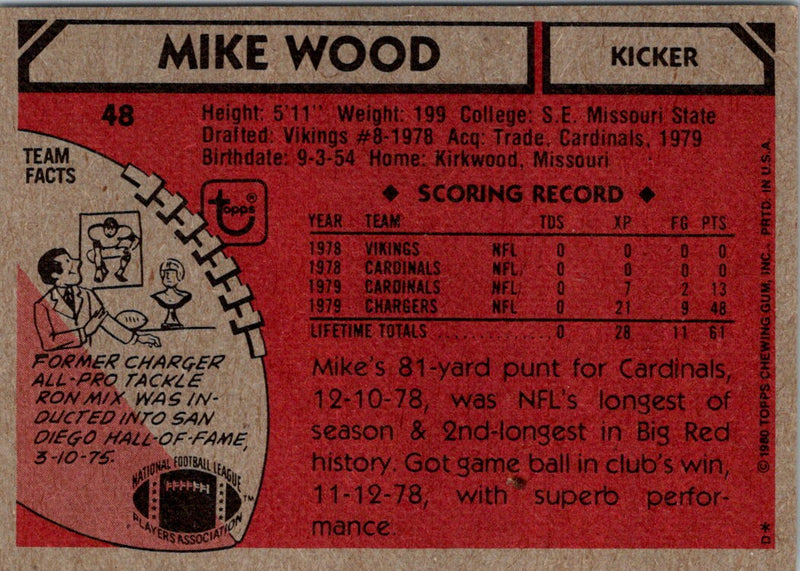 MIKE WOOD
KICKER
48
Height: 5'11" Weight: 199 College: S.E. Missouri State
Drafted: Vikings #8-1978 Acq: Trade, Cardinals, 1979
Birthdate: 9-3-54 Home: Kirkwood, Missouri
TEAM
FACTS
topps®
◆ SCORING RECORD ◆
YEAR TEAM TDS XP FG PTS
1978 VIKINGS NFL 0 0 0 0
1978 CARDINALS NFL 0 0 0 0
1979 CARDINALS NFL 0 7 2 13
1979 CHARGERS NFL 0 21 9 48
LIFETIME TOTALS 0 28 11 61
FORMER CHARGER
ALL-PRO TACKLE
RON MIX WAS IN-
DUCTED INTO SAN
DIEGO HALL-OF-FAME,
3-10-75.
NATIONAL FOOTBALL LEAGUE
PLAYERS ASSOCIATION
TM
Mike's 81-yard punt for Cardinals,
12-10-78, was NFL's longest of
season & 2nd-longest in Big Red
history. Got game ball in club's win,
11-12-78, with superb perfor-
mance.
© 1980 TOPPS CHEWING GUM, INC. PRTD. IN U.S.A.
D*